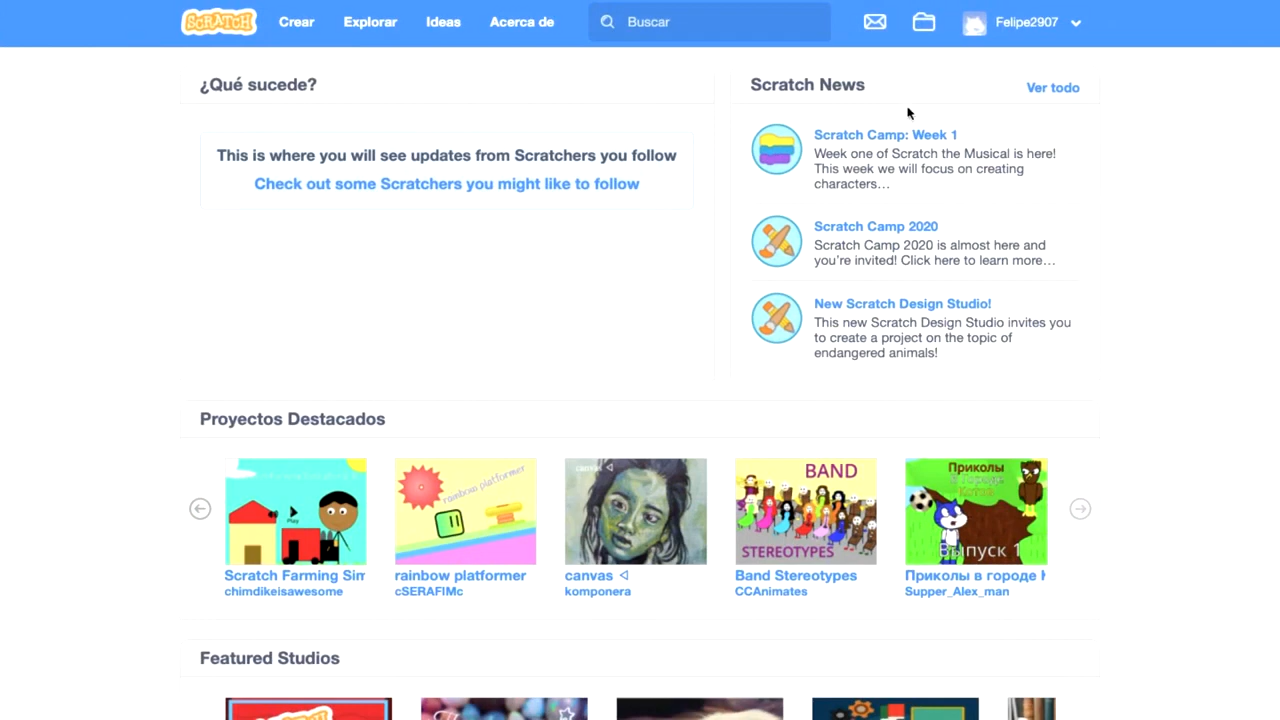 SCRATCH Crear Explorar Ideas Acerca de Buscar Felipe2907
¿Qué sucede?
This is where you will see updates from Scratchers you follow
Check out some Scratchers you might like to follow
Scratch News Ver todo
Scratch Camp: Week 1
Week one of Scratch the Musical is here!
This week we will focus on creating
characters…
Scratch Camp 2020
Scratch Camp 2020 is almost here and
you're invited! Click here to learn more…
New Scratch Design Studio!
This new Scratch Design Studio invites you
to create a project on the topic of
endangered animals!
Proyectos Destacados
Play
rainbow platformer
canvas
BAND
STEREOTYPES
Приколы
в городе
Котов
Выпуск 1
Scratch Farming Sim
chimdikeisawesome
rainbow platformer
cSERAFIMc
canvas ◁
komponera
Band Stereotypes
CCAnimates
Приколы в городе К
Supper_Alex_man
Featured Studios